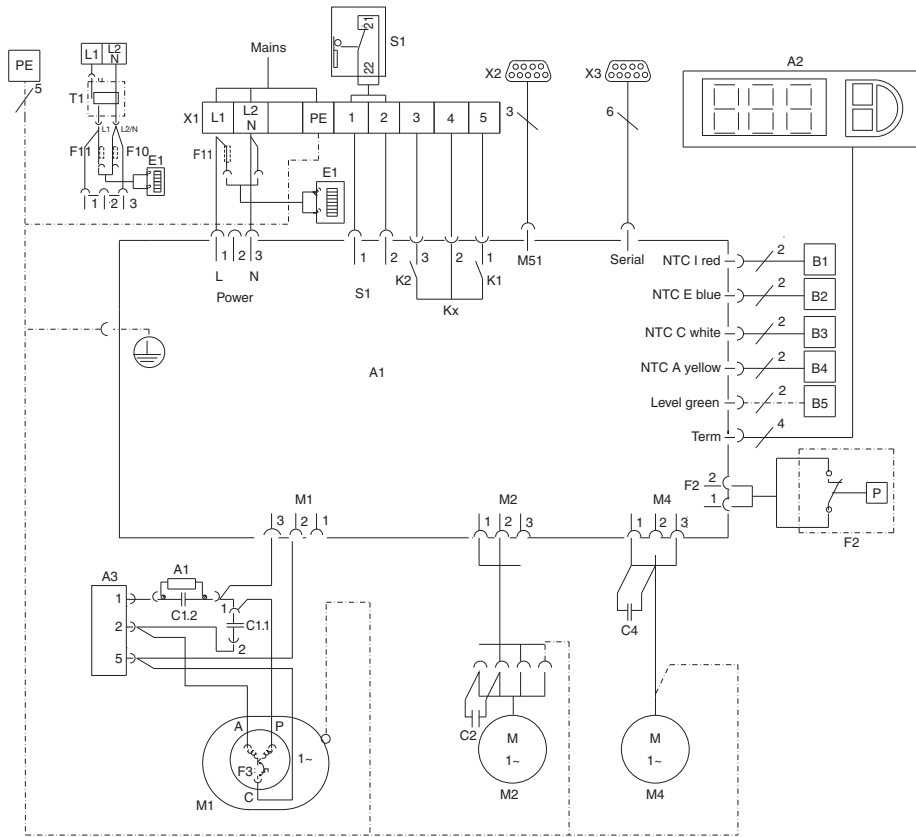 21
S1
22
L1 L2
N
PE
5
T1
L1 L2/N
F11 F10
E1
1 2 3
Mains
X1 L1 L2 N PE 1 2 3 4 5
F11
E1
X2
3
X3
6
A2
1 2 3
L N
Power
1 2
S1
3 2 1
K2 K1
Kx
M51
Serial
NTC I red 2 B1
NTC E blue 2 B2
NTC C white 2 B3
NTC A yellow 2 B4
Level green 2 B5
Term 4
A1
F2 2
1
P
F2
M1
3 2 1
M2
1 2 3
M4
1 2 3
A3
1
2
5
A1
C1.2
1
C1.1
2
C4
C2
A P
F3
C
1~
M1
M
1~
M2
M
1~
M4